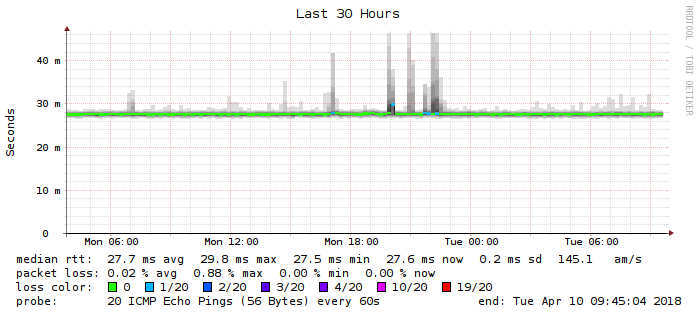 Last 30 Hours
RRDTOOL / TOBI OETIKER
Seconds
40 m
30 m
20 m
10 m
0
Mon 06:00 Mon 12:00 Mon 18:00 Tue 00:00 Tue 06:00
median rtt: 27.7 ms avg 29.8 ms max 27.5 ms min 27.6 ms now 0.2 ms sd 145.1 am/s
packet loss: 0.02 % avg 0.88 % max 0.00 % min 0.00 % now
loss color: 0 1/20 2/20 3/20 4/20 10/20 19/20
probe: 20 ICMP Echo Pings (56 Bytes) every 60s end: Tue Apr 10 09:45:04 2018